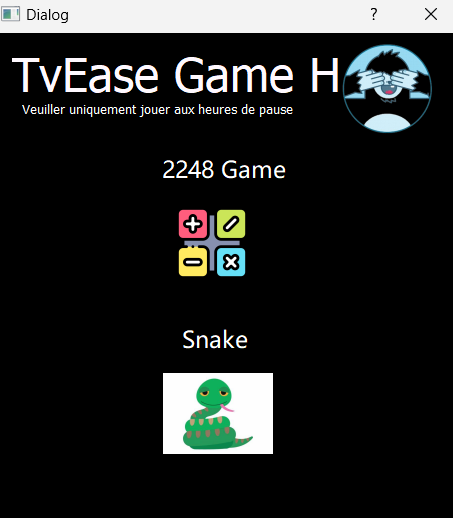 Dialog ?
TvEase Game H
Veuiller uniquement jouer aux heures de pause
2248 Game
Snake